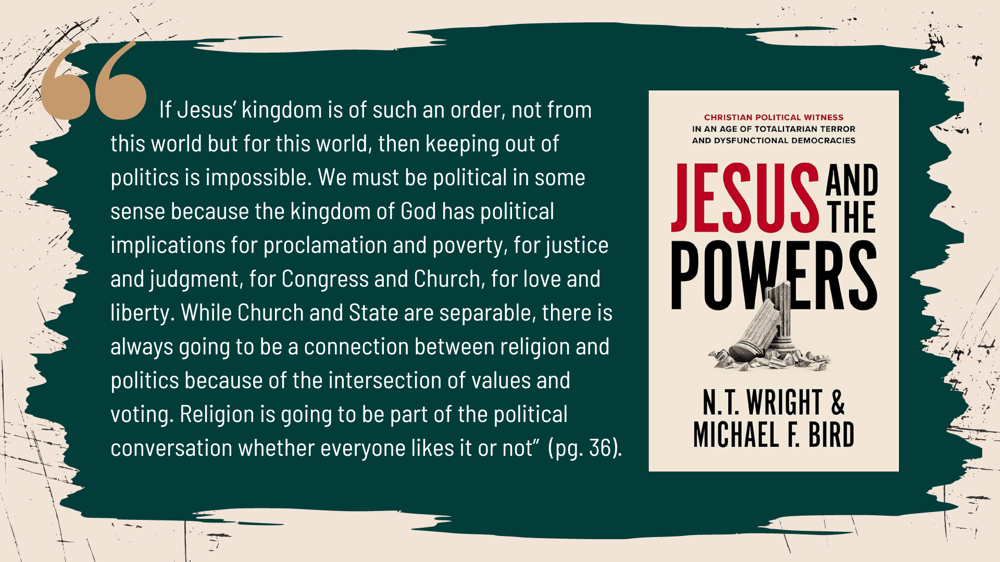 “
If Jesus’ kingdom is of such an order, not from
this world but for this world, then keeping out of
politics is impossible. We must be political in some
sense because the kingdom of God has political
implications for proclamation and poverty, for justice
and judgment, for Congress and Church, for love and
liberty. While Church and State are separable, there is
always going to be a connection between religion and
politics because of the intersection of values and
voting. Religion is going to be part of the political
conversation whether everyone likes it or not” (pg. 36).
CHRISTIAN POLITICAL WITNESS
IN AN AGE OF TOTALITARIAN TERROR
AND DYSFUNCTIONAL DEMOCRACIES
JESUS AND THE
POWERS
N.T. WRIGHT &
MICHAEL F. BIRD